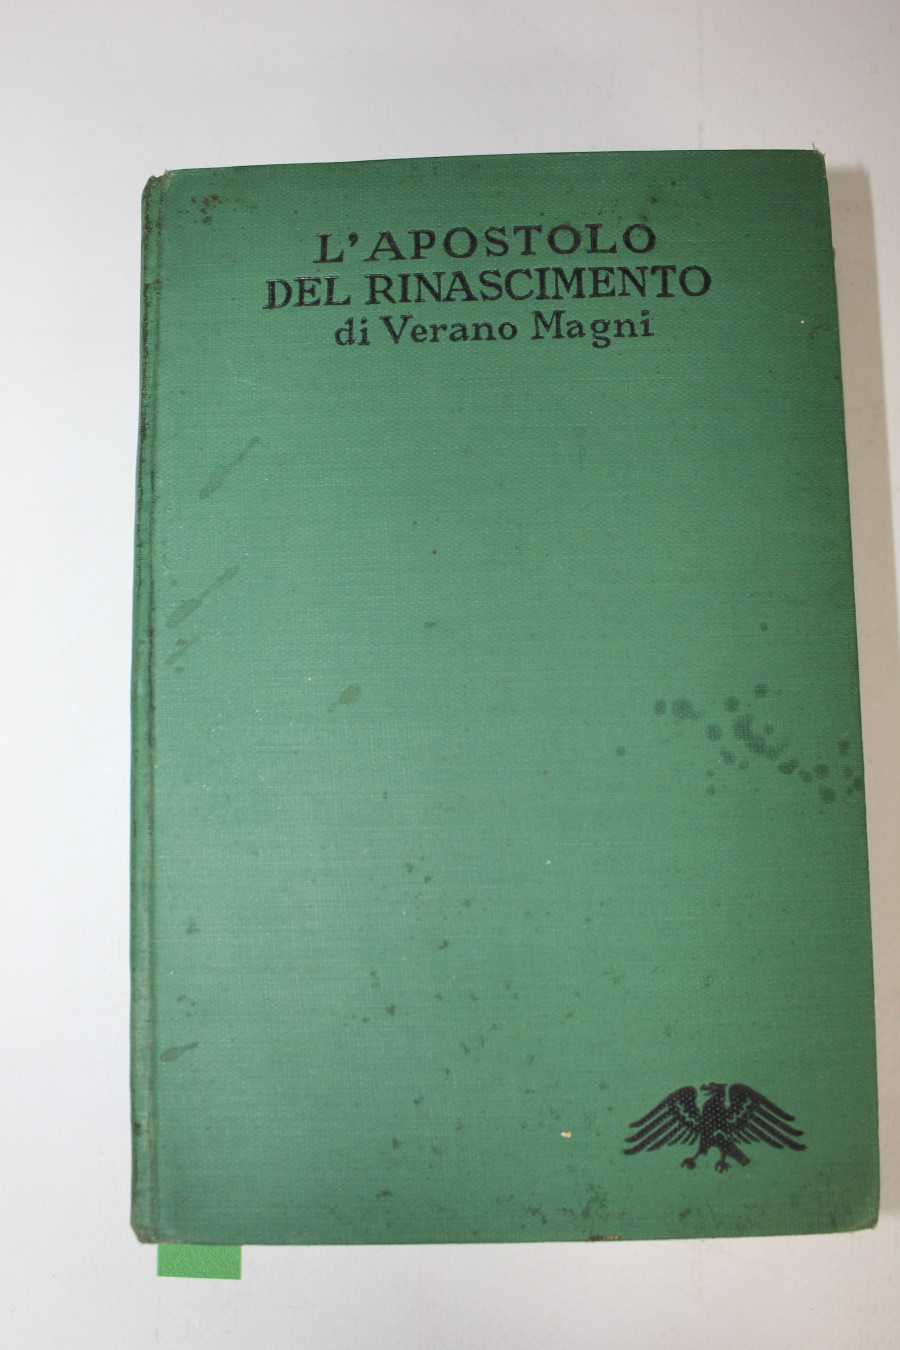 L'APOSTOLO
DEL RINASCIMENTO
di Verano Magni